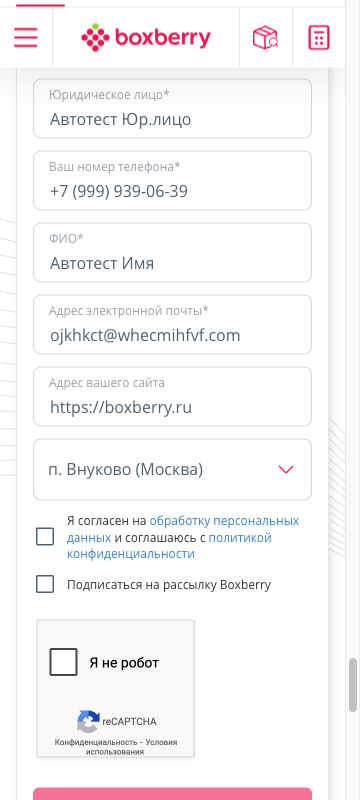 boxberry
Юридическое лицо*
Автотест Юр.лицо
Ваш номер телефона*
+7 (999) 939-06-39
ФИО*
Автотест Имя
Адрес электронной почты*
ojkhkct@whecmihfvf.com
Адрес вашего сайта
https://boxberry.ru
п. Внуково (Москва)
Я согласен на обработку персональных
данных и соглашаюсь с политикой
конфиденциальности
Подписаться на рассылку Boxberry
Я не робот
reCAPTCHA
Конфиденциальность - Условия
использования